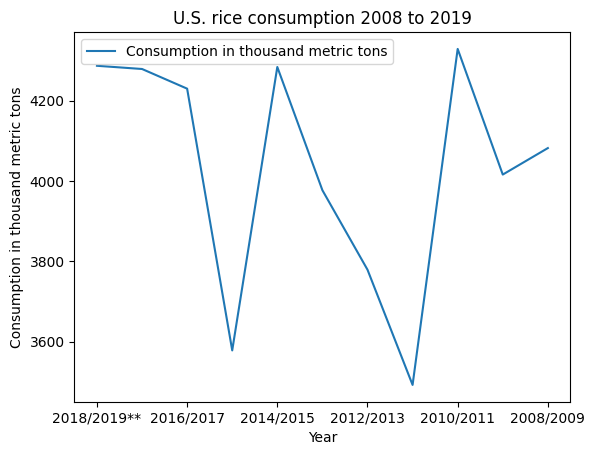 U.S. rice consumption 2008 to 2019
Consumption in thousand metric tons
Consumption in thousand metric tons
4200
4000
3800
3600
2018/2019** 2016/2017 2014/2015 2012/2013 2010/2011 2008/2009
Year